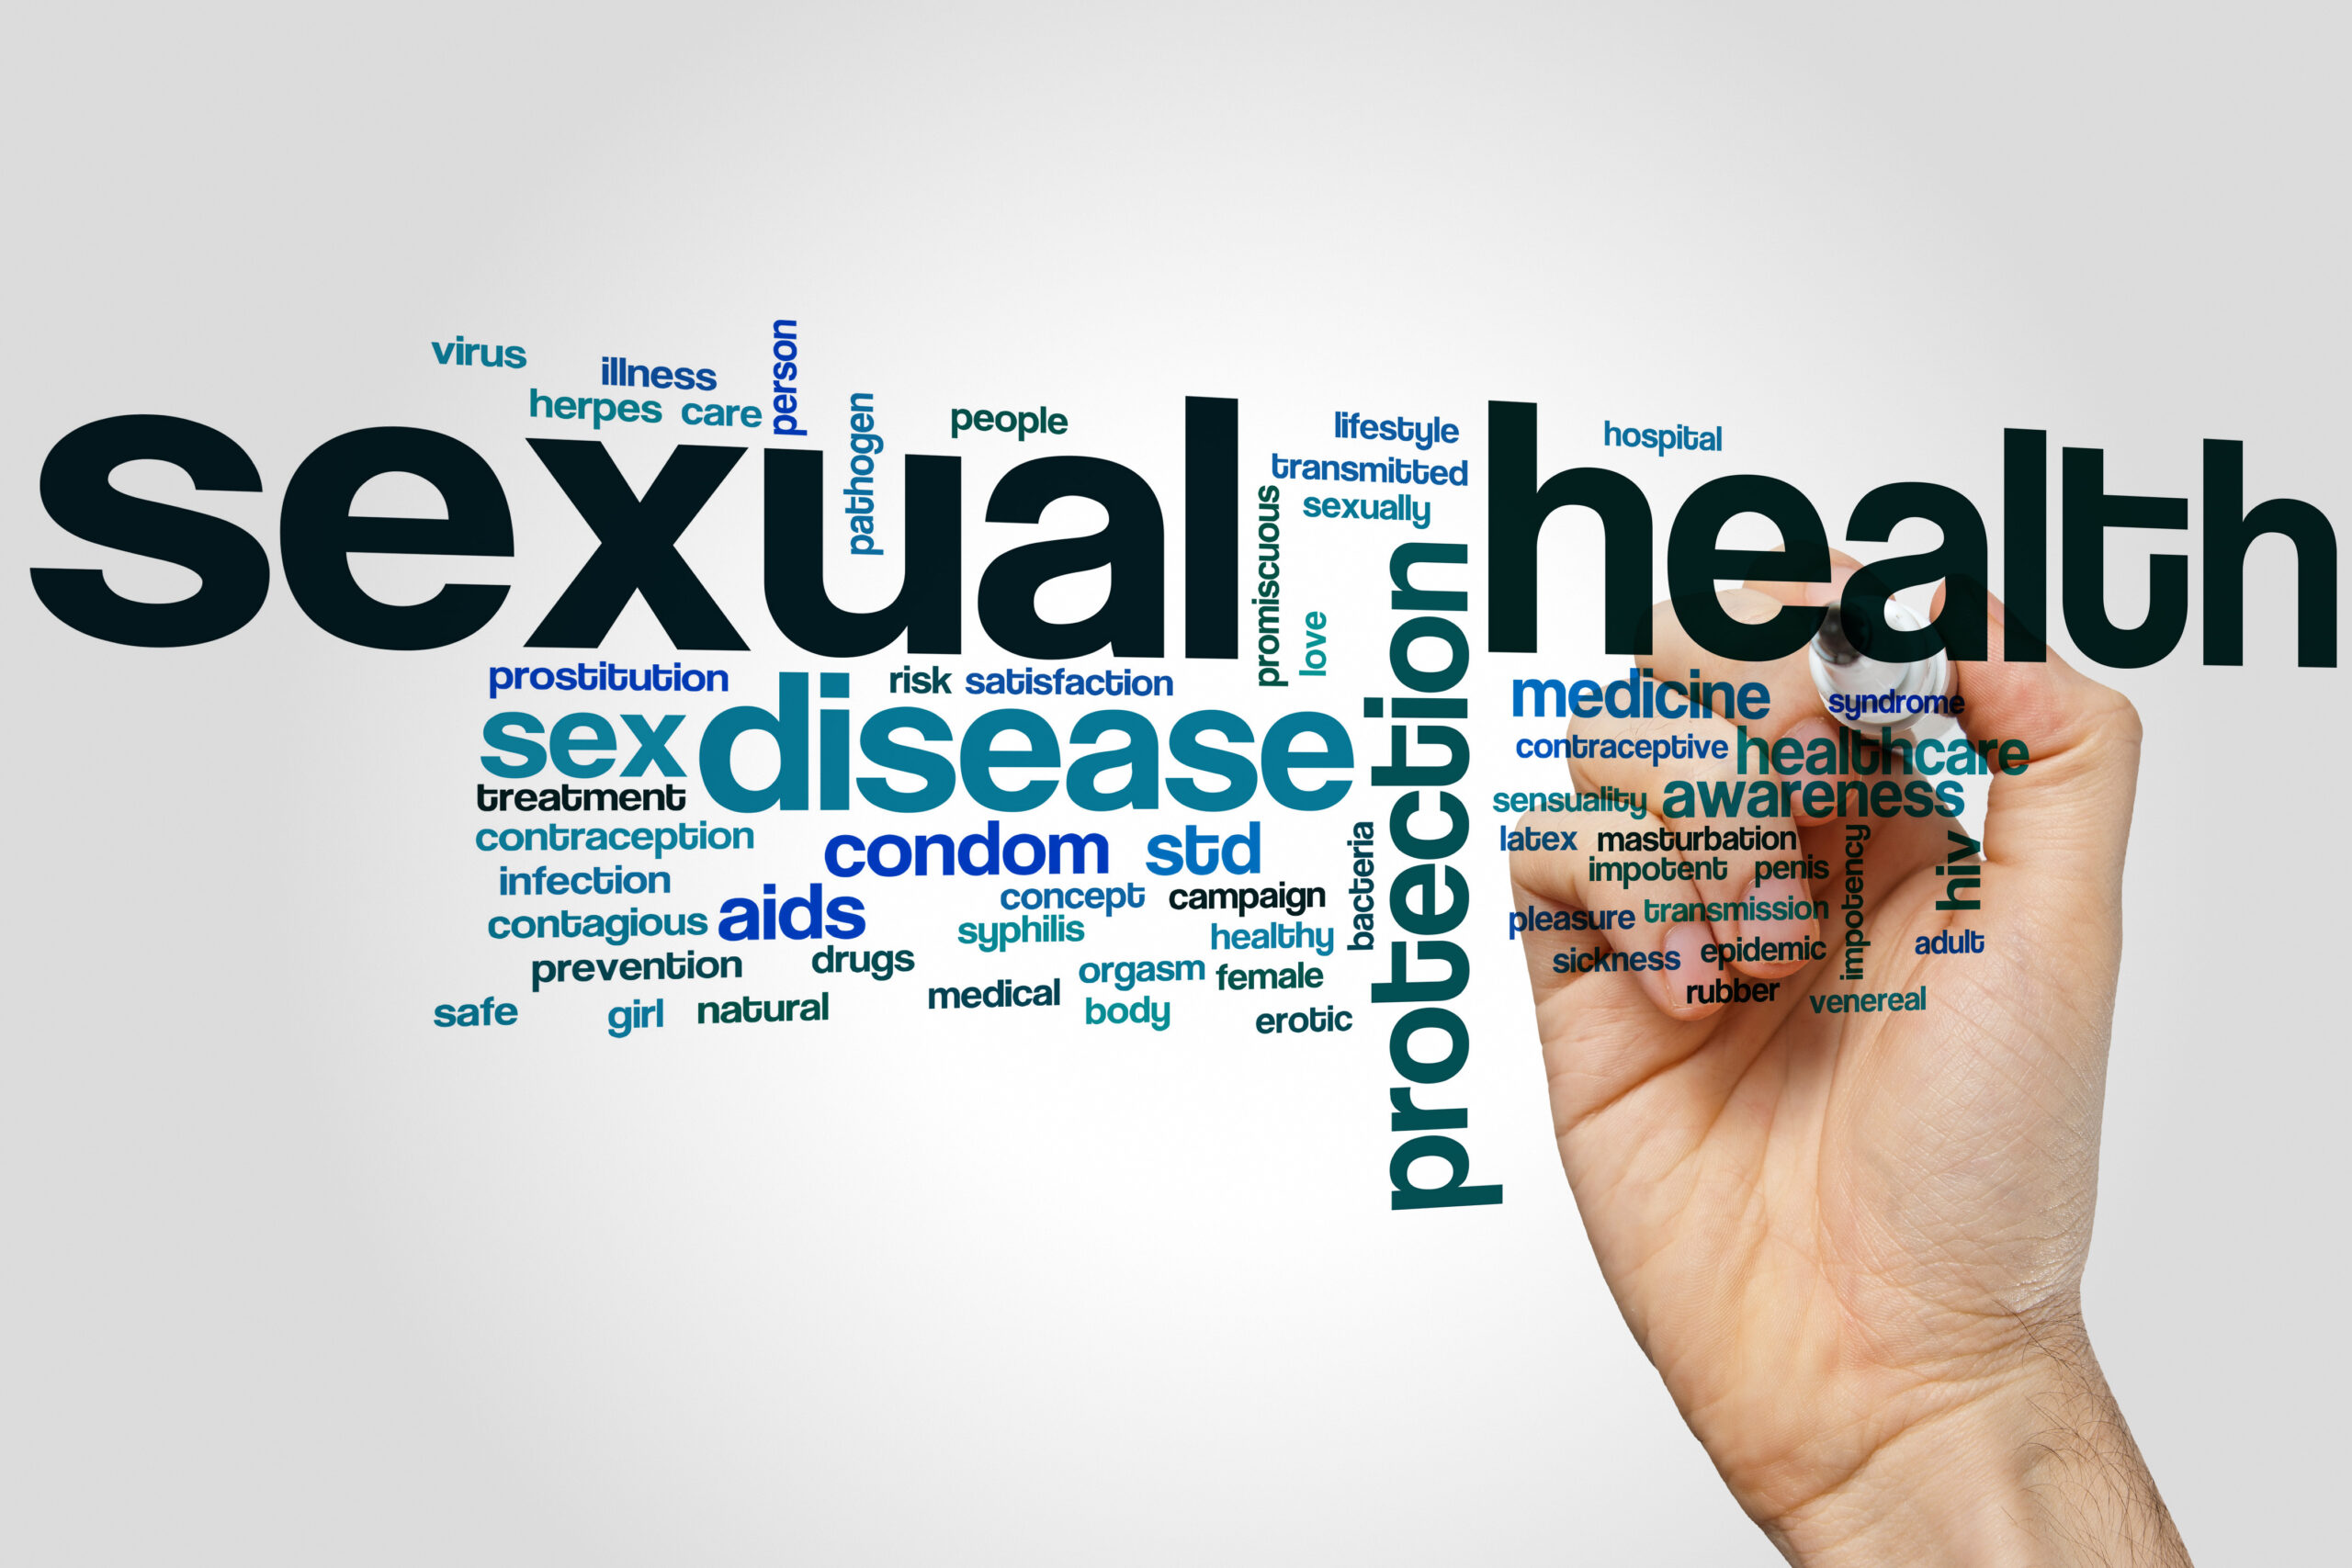 virus
illness
person
herpes care
pathogen
people
lifestyle
hospital
transmitted
sexually
sexual health
promiscuous
love
protection
prostitution
risk satisfaction
sex disease
treatment
contraception
condom std
infection
bacteria
contagious aids
concept campaign
syphilis
healthy
prevention
drugs
orgasm female
medical
safe
girl
natural
body
erotic
medicine
syndrome
contraceptive healthcare
sensuality awareness
latex masturbation
impotent penis
impotency
hiv
pleasure transmission
sickness epidemic
adult
rubber
venereal